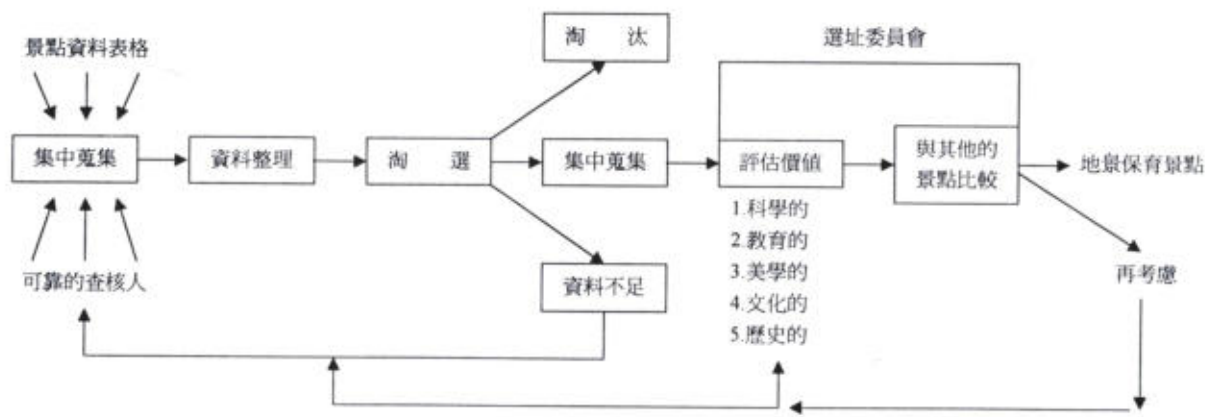 景點資料表格
集中蒐集
可靠的查核人
資料整理
淘 選
淘 汰
集中蒐集
資料不足
選址委員會
評估價值
1.科學的
2.教育的
3.美學的
4.文化的
5.歷史的
與其他的
景點比較
地景保育景點
再考慮